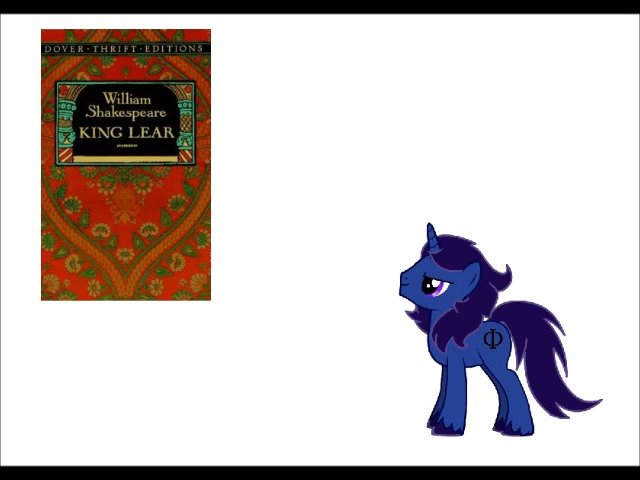 DOVER · THRIFT · EDITIONS
William
Shakespeare
KING LEAR
Φ